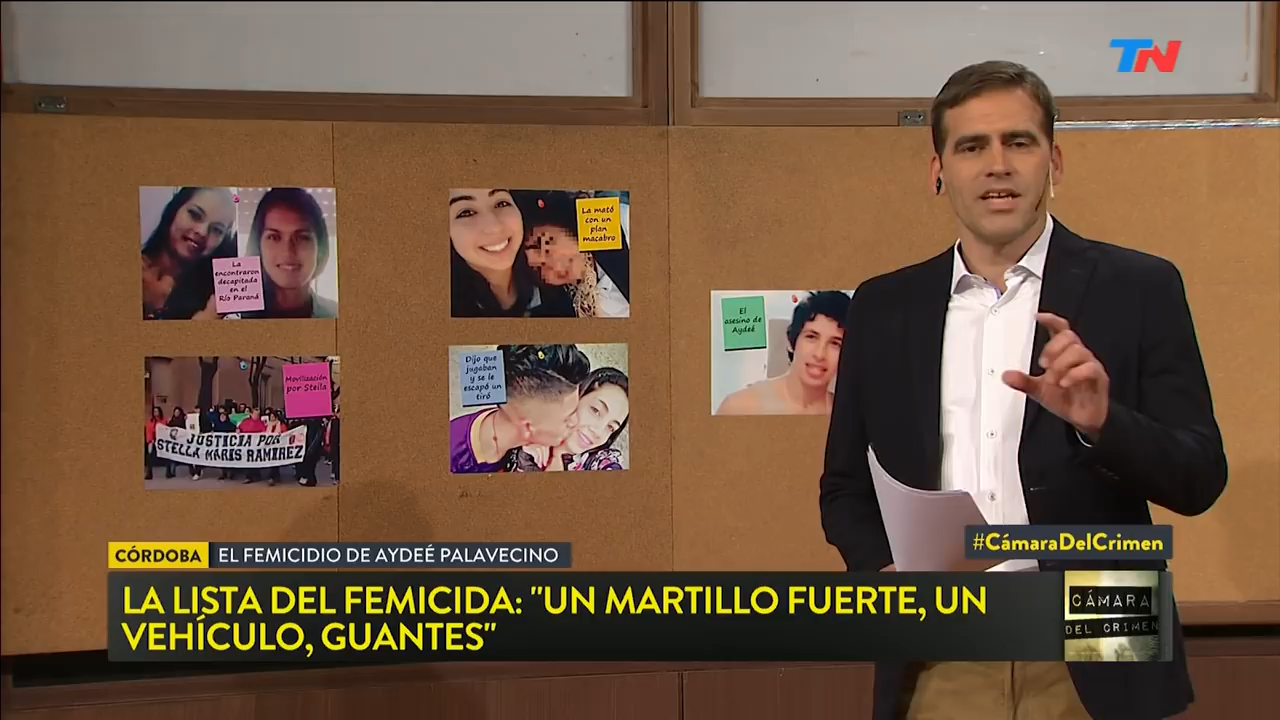 TN
La
encontraron
decapitada
en el
Río Paraná
La mató
con un
plan
macabro
El
asesino de
Aydeé
Movilización
por Stella
JUSTICIA POR
STELLA MARIS RAMIREZ
Dijo que
jugaban
y se le
escapó un
tiró
#CámaraDelCrimen
CÓRDOBA EL FEMICIDIO DE AYDEÉ PALAVECINO
LA LISTA DEL FEMICIDA: "UN MARTILLO FUERTE, UN
VEHÍCULO, GUANTES"
CÁMARA
DEL CRIMEN